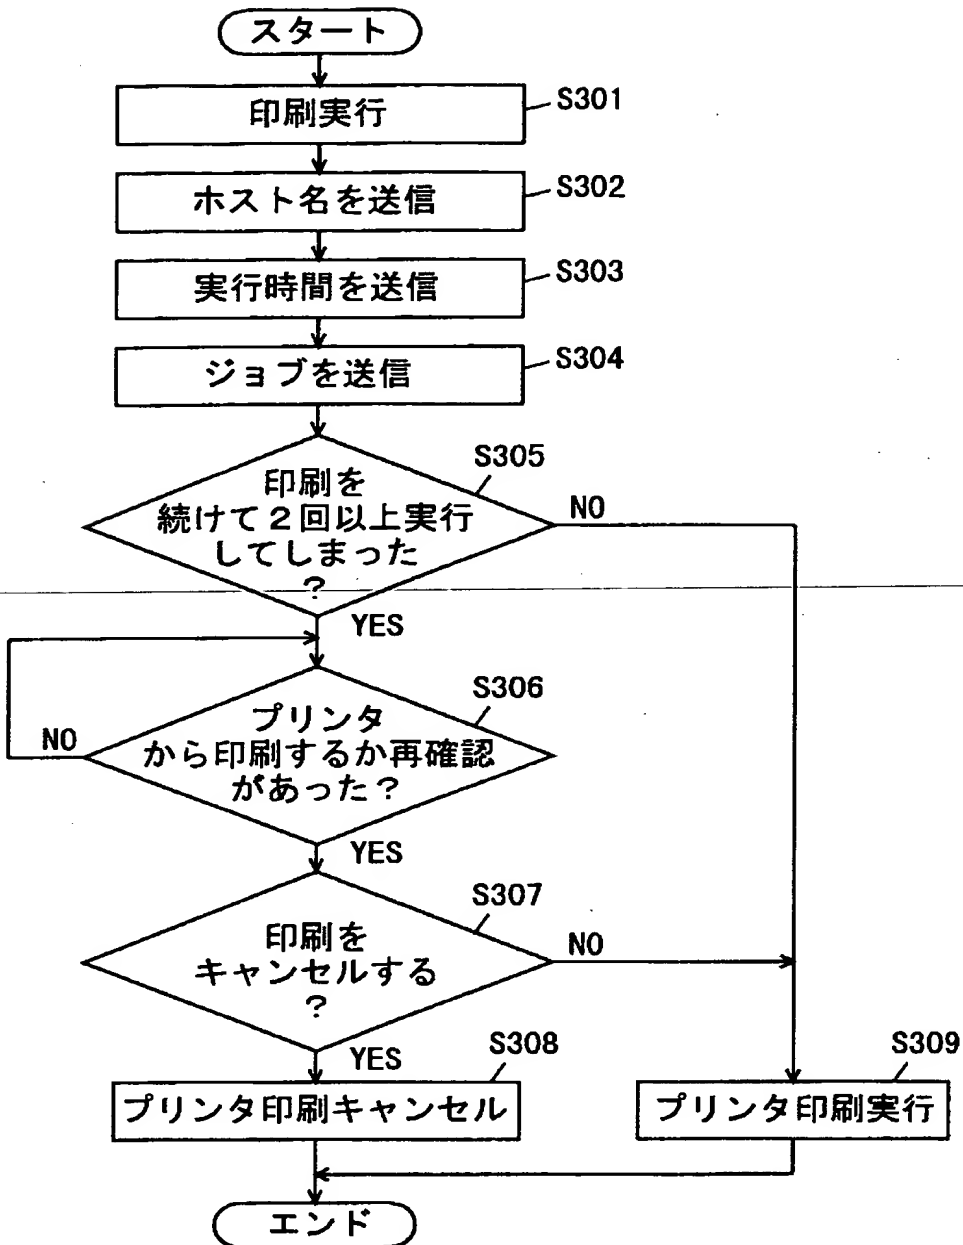 スタート
印刷実行
S301
ホスト名を送信
S302
実行時間を送信
S303
ジョブを送信
S304
S305
印刷を
続けて２回以上実行
してしまった
？
NO
YES
S306
プリンタ
から印刷するか再確認
があった？
NO
YES
S307
印刷を
キャンセルする
？
NO
YES
S308
プリンタ印刷キャンセル
S309
プリンタ印刷実行
エンド